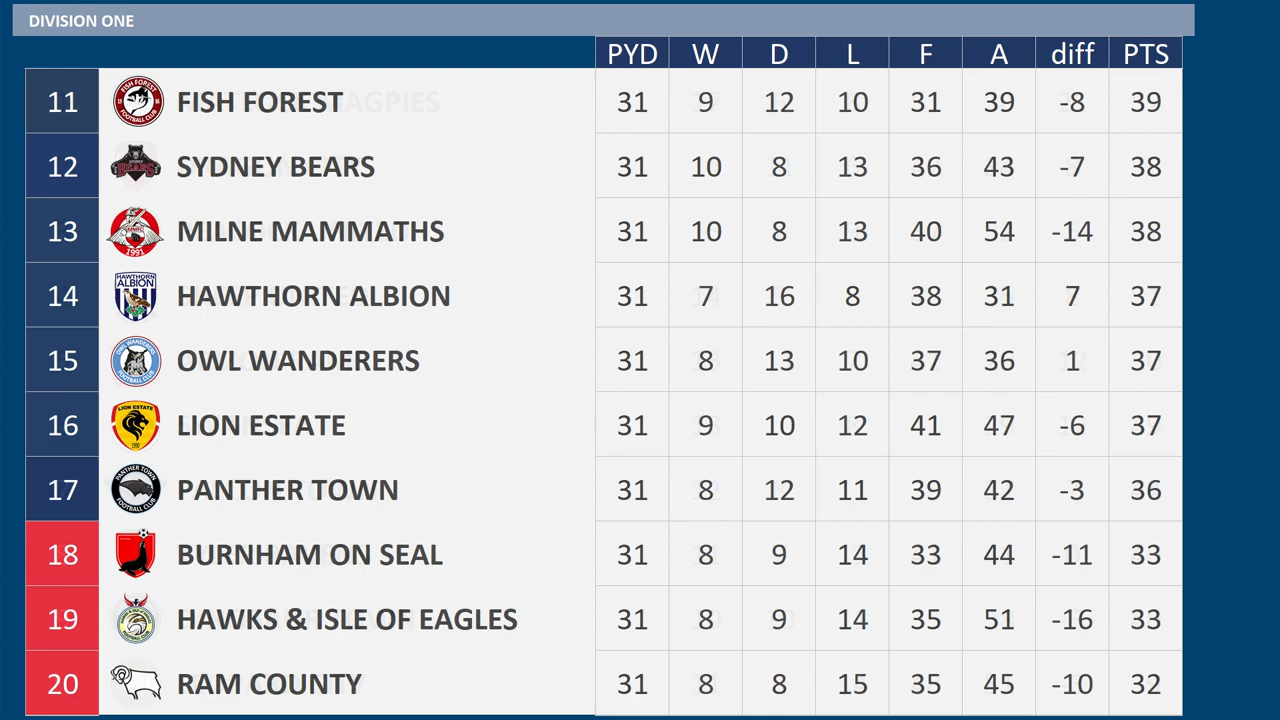 DIVISION ONE
PYD W D L F A diff PTS
11 FISH FOREST 31 9 12 10 31 39 -8 39
12 SYDNEY BEARS 31 10 8 13 36 43 -7 38
13 MILNE MAMMATHS 31 10 8 13 40 54 -14 38
14 HAWTHORN ALBION 31 7 16 8 38 31 7 37
15 OWL WANDERERS 31 8 13 10 37 36 1 37
16 LION ESTATE 31 9 10 12 41 47 -6 37
17 PANTHER TOWN 31 8 12 11 39 42 -3 36
18 BURNHAM ON SEAL 31 8 9 14 33 44 -11 33
19 HAWKS & ISLE OF EAGLES 31 8 9 14 35 51 -16 33
20 RAM COUNTY 31 8 8 15 35 45 -10 32